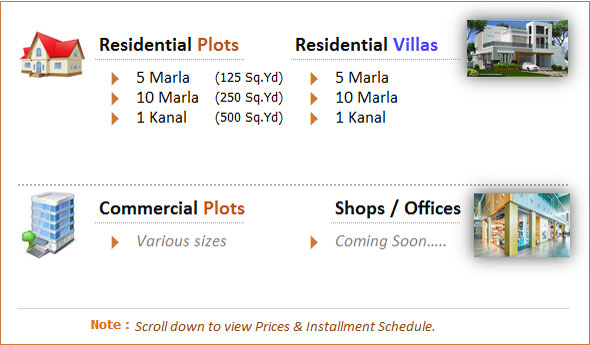 Residential Plots
5 Marla (125 Sq.Yd)
10 Marla (250 Sq.Yd)
1 Kanal (500 Sq.Yd)
Residential Villas
5 Marla
10 Marla
1 Kanal
Commercial Plots
Various sizes
Shops / Offices
Coming Soon.....
Note : Scroll down to view Prices & Installment Schedule.